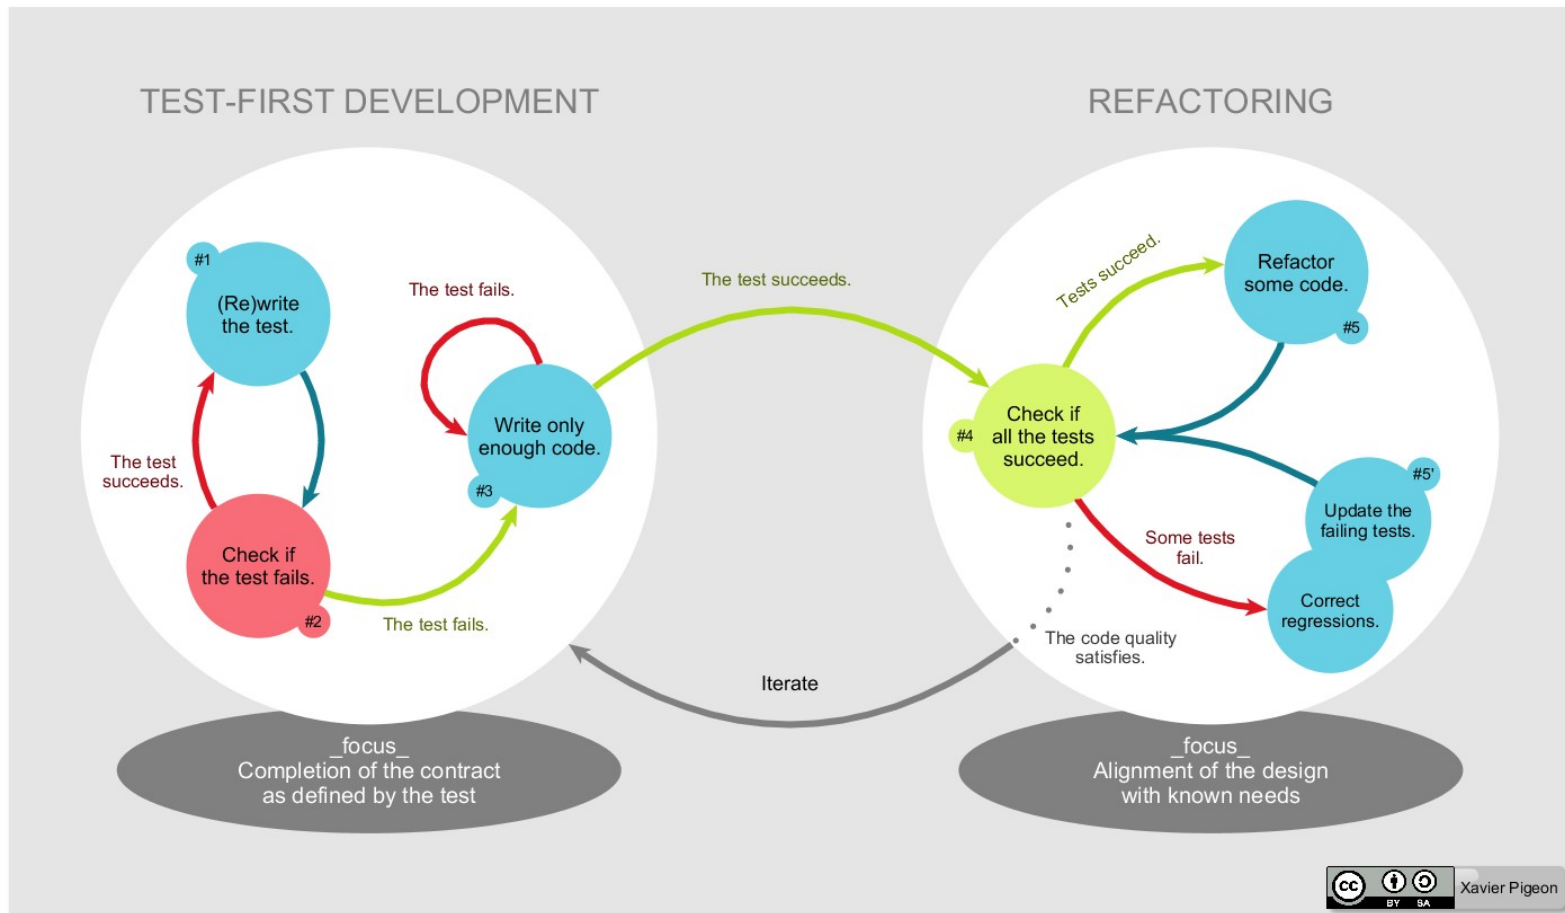 TEST-FIRST DEVELOPMENT
REFACTORING
#1
(Re)write
the test.
The test
succeeds.
Check if
the test fails.
#2
The test fails.
The test fails.
Write only
enough code.
#3
The test succeeds.
#4
Check if
all the tests
succeed.
Tests succeed.
Refactor
some code.
#5
Some tests
fail.
#5'
Update the
failing tests.
Correct
regressions.
The code quality
satisfies.
Iterate
_focus_
Completion of the contract
as defined by the test
_focus_
Alignment of the design
with known needs
cc
BY SA
Xavier Pigeon